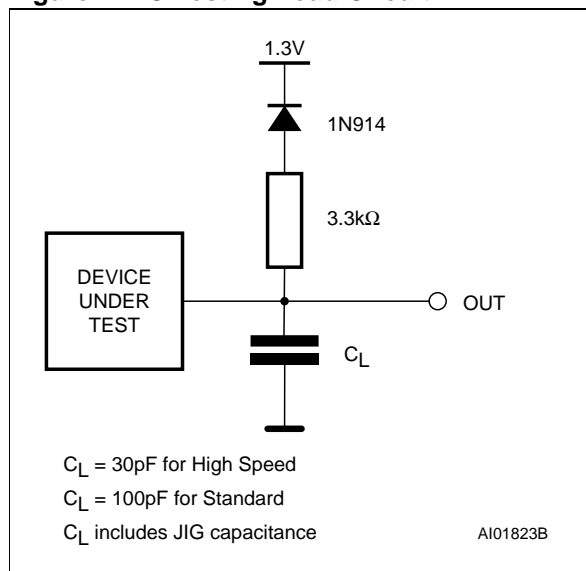 1.3V
1N914
3.3kΩ
DEVICE
UNDER
TEST
OUT
CL
CL = 30pF for High Speed
CL = 100pF for Standard
CL includes JIG capacitance
AI01823B